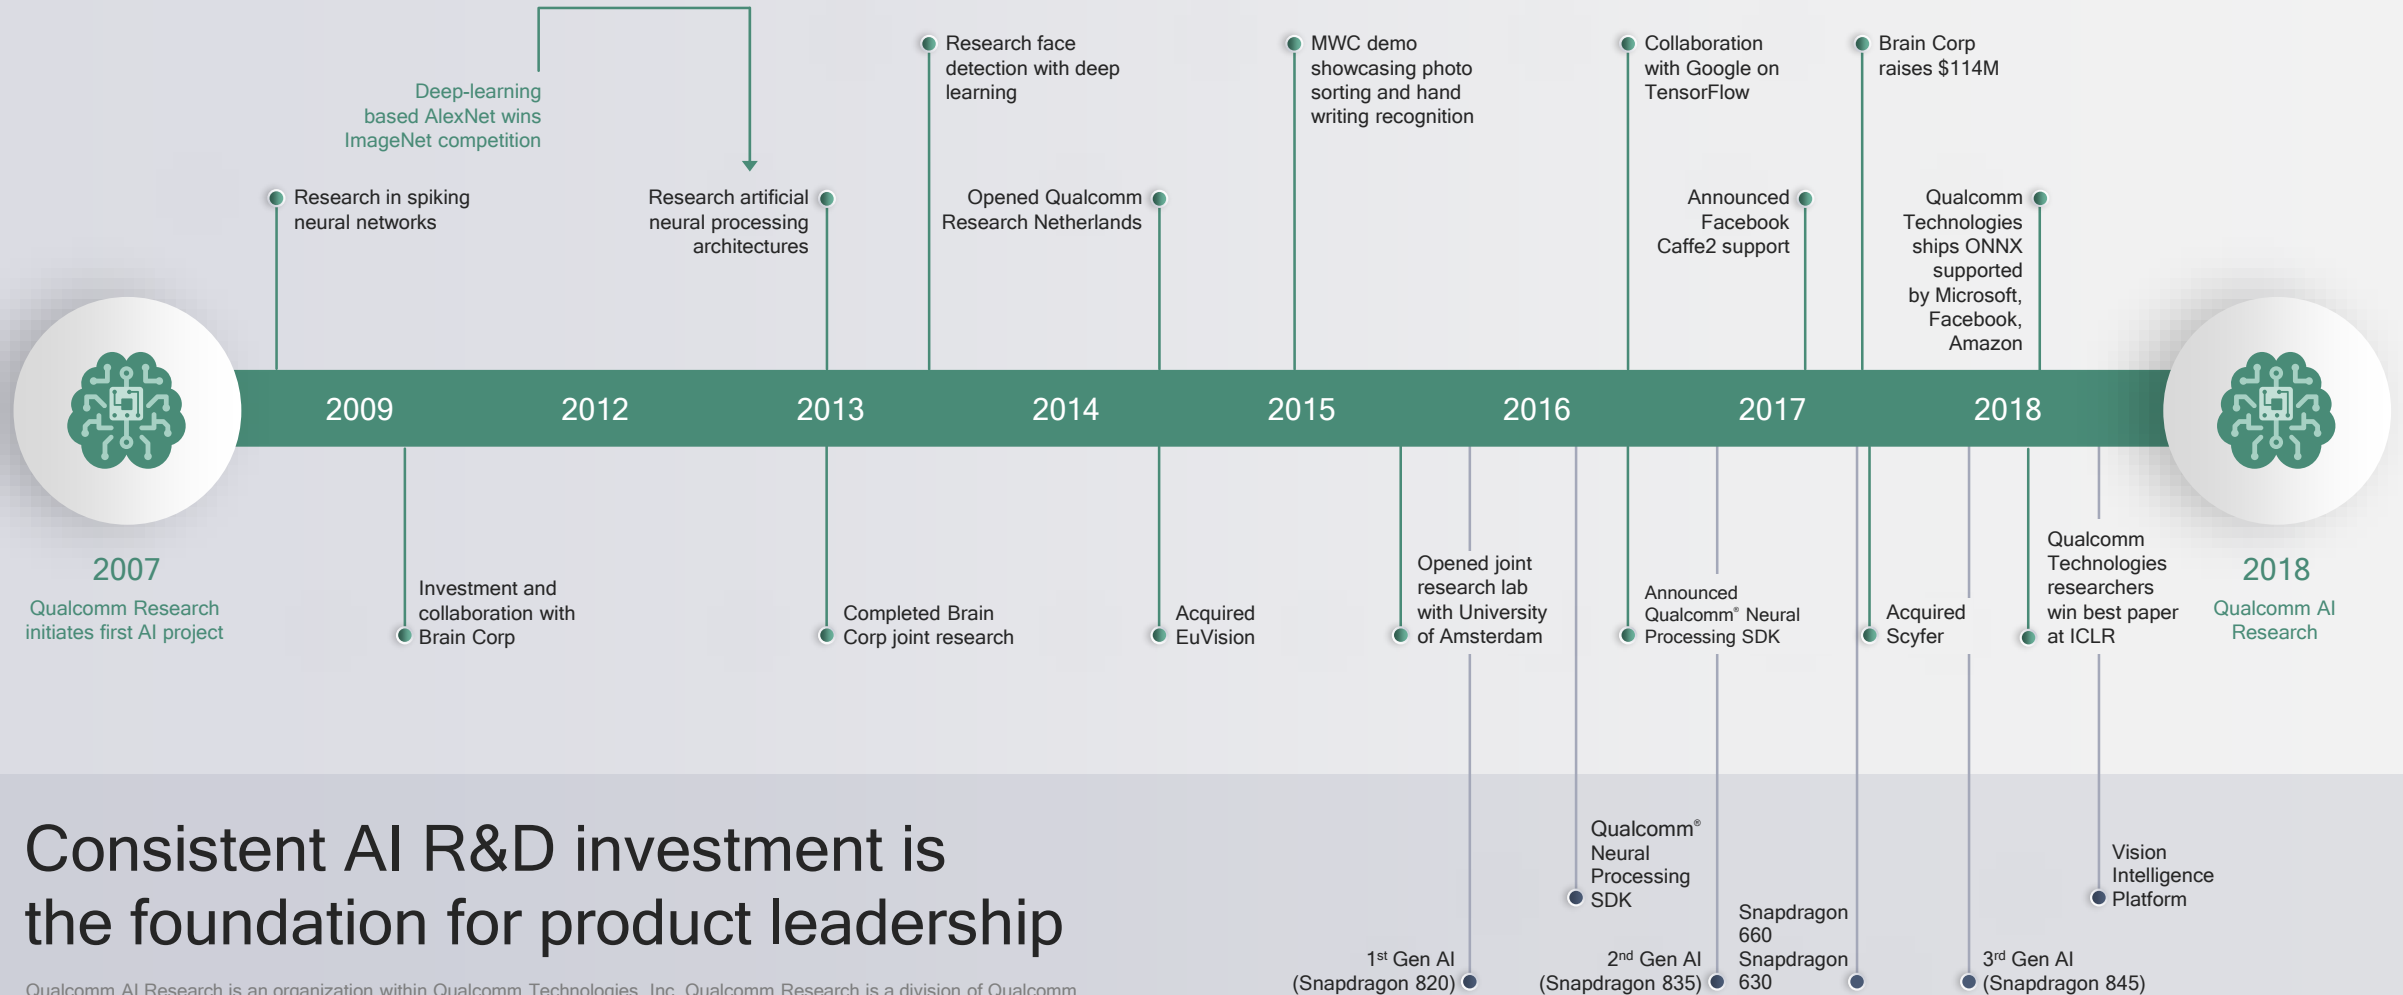 Deep-learning
based AlexNet wins
ImageNet competition
Research face
detection with deep
learning
MWC demo
showcasing photo
sorting and hand
writing recognition
Collaboration
with Google on
TensorFlow
Brain Corp
raises $114M
Research in spiking
neural networks
Research artificial
neural processing
architectures
Opened Qualcomm
Research Netherlands
Announced
Facebook
Caffe2 support
Qualcomm
Technologies
ships ONNX
supported
by Microsoft,
Facebook,
Amazon
2009
2012
2013
2014
2015
2016
2017
2018
2007
Qualcomm Research
initiates first AI project
Investment and
collaboration with
Brain Corp
Completed Brain
Corp joint research
Acquired
EuVision
Opened joint
research lab
with University
of Amsterdam
Announced
Qualcomm® Neural
Processing SDK
Acquired
Scyfer
Qualcomm
Technologies
researchers
win best paper
at ICLR
2018
Qualcomm AI
Research
Consistent AI R&D investment is
the foundation for product leadership
Qualcomm AI Research is an organization within Qualcomm Technologies, Inc. Qualcomm Research is a division of Qualcomm
1st Gen AI
(Snapdragon 820)
Qualcomm®
Neural
Processing
SDK
2nd Gen AI
(Snapdragon 835)
Snapdragon
660
Snapdragon
630
3rd Gen AI
(Snapdragon 845)
Vision
Intelligence
Platform